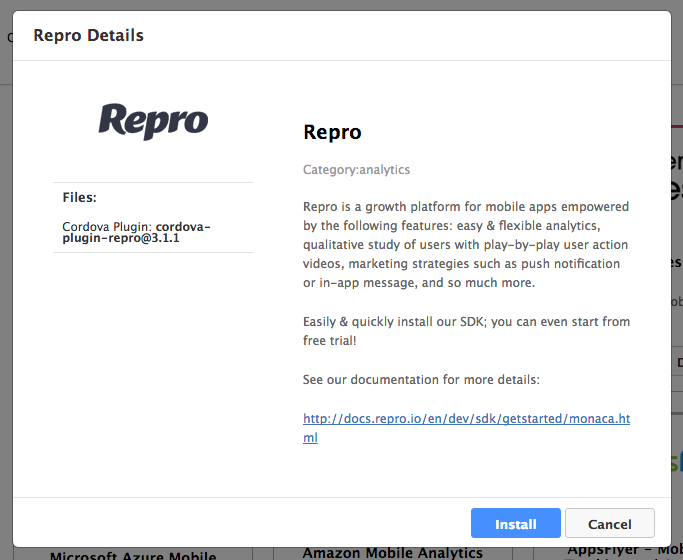 Repro Details
Repro
Files:
Cordova Plugin: cordova-
plugin-repro@3.1.1
Repro
Category:analytics
Repro is a growth platform for mobile apps empowered
by the following features: easy & flexible analytics,
qualitative study of users with play-by-play user action
videos, marketing strategies such as push notification
or in-app message, and so much more.
Easily & quickly install our SDK; you can even start from
free trial!
See our documentation for more details:
http://docs.repro.io/en/dev/sdk/getstarted/monaca.ht
ml
Install
Cancel
Microsoft Azure Mobile
Amazon Mobile Analytics
AppsFlyer - Mob